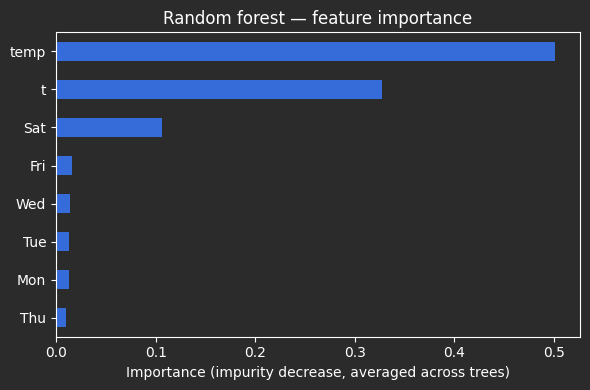 Random forest — feature importance
temp
t
Sat
Fri
Wed
Tue
Mon
Thu
0.0 0.1 0.2 0.3 0.4 0.5
Importance (impurity decrease, averaged across trees)